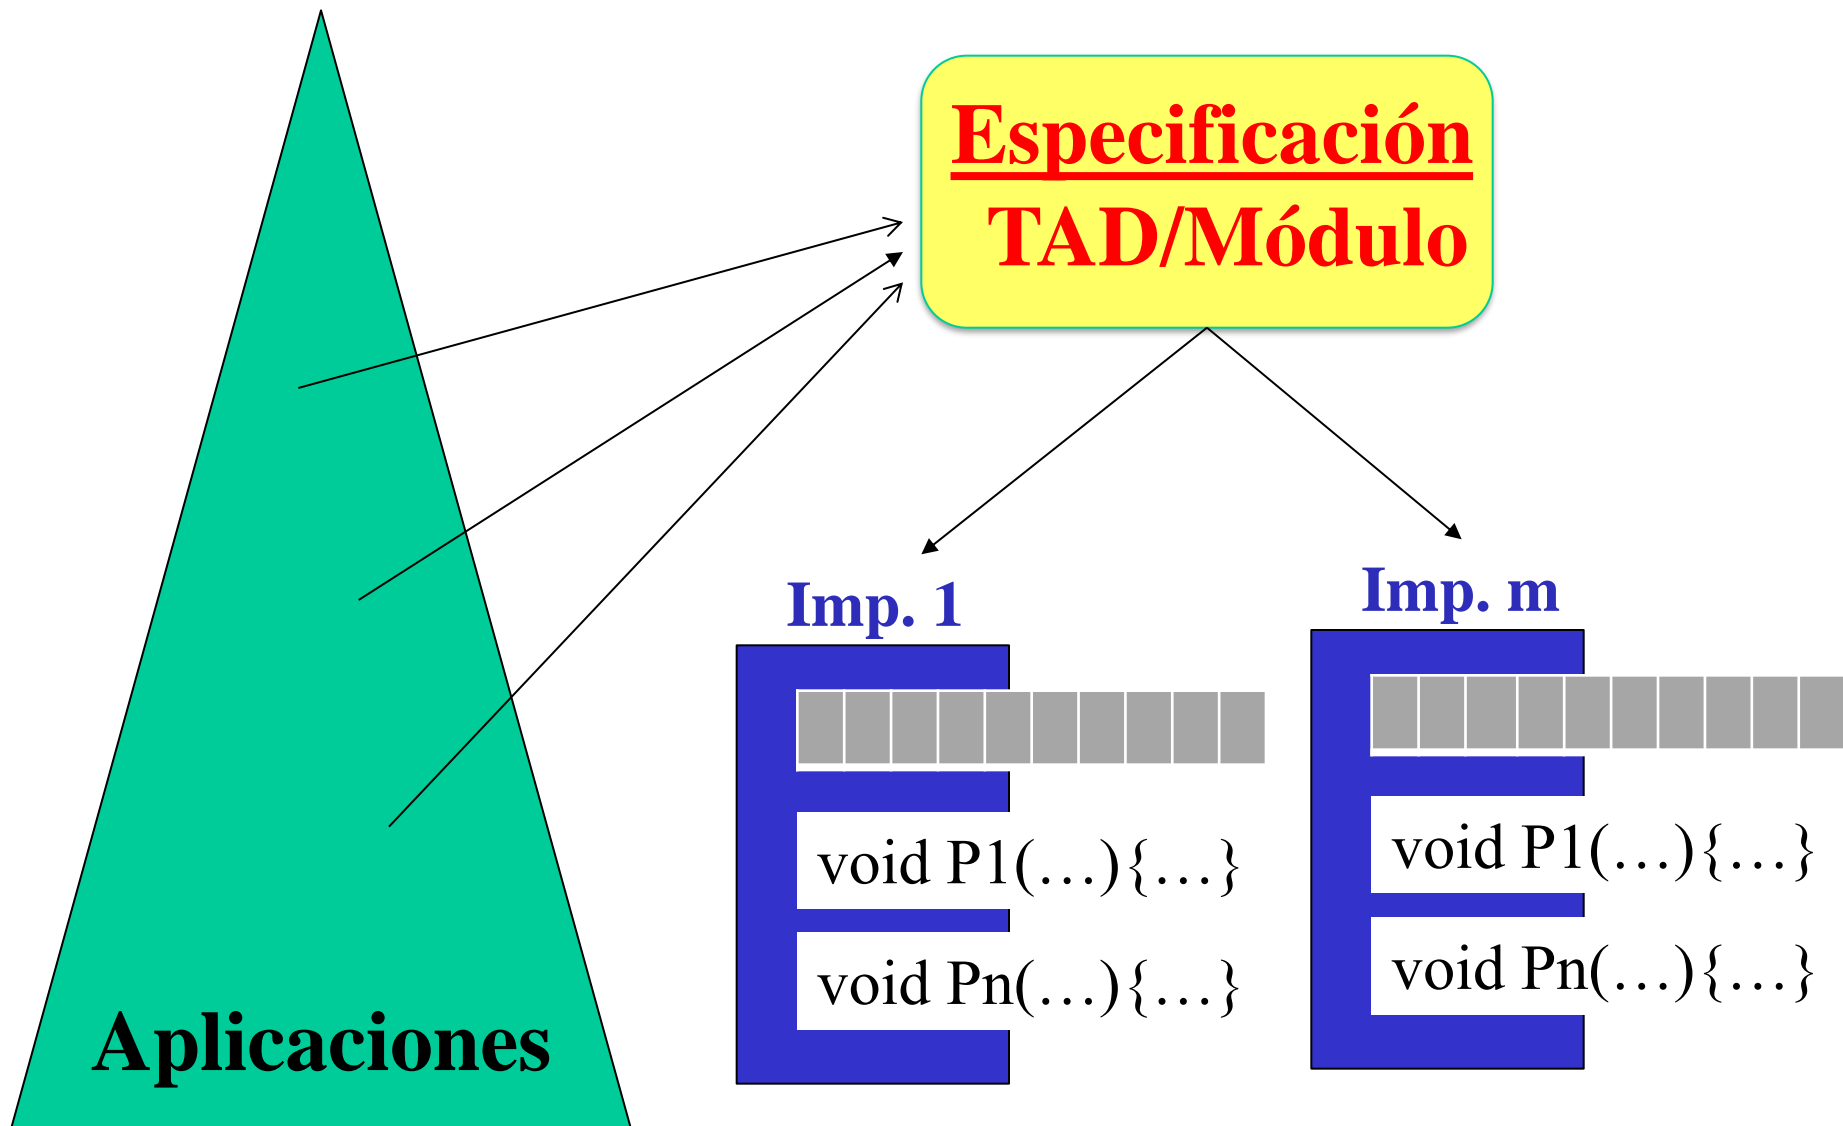 Especificación
TAD/Módulo
Imp. 1
void P1(…){…}
void Pn(…){…}
Imp. m
void P1(…){…}
void Pn(…){…}
Aplicaciones